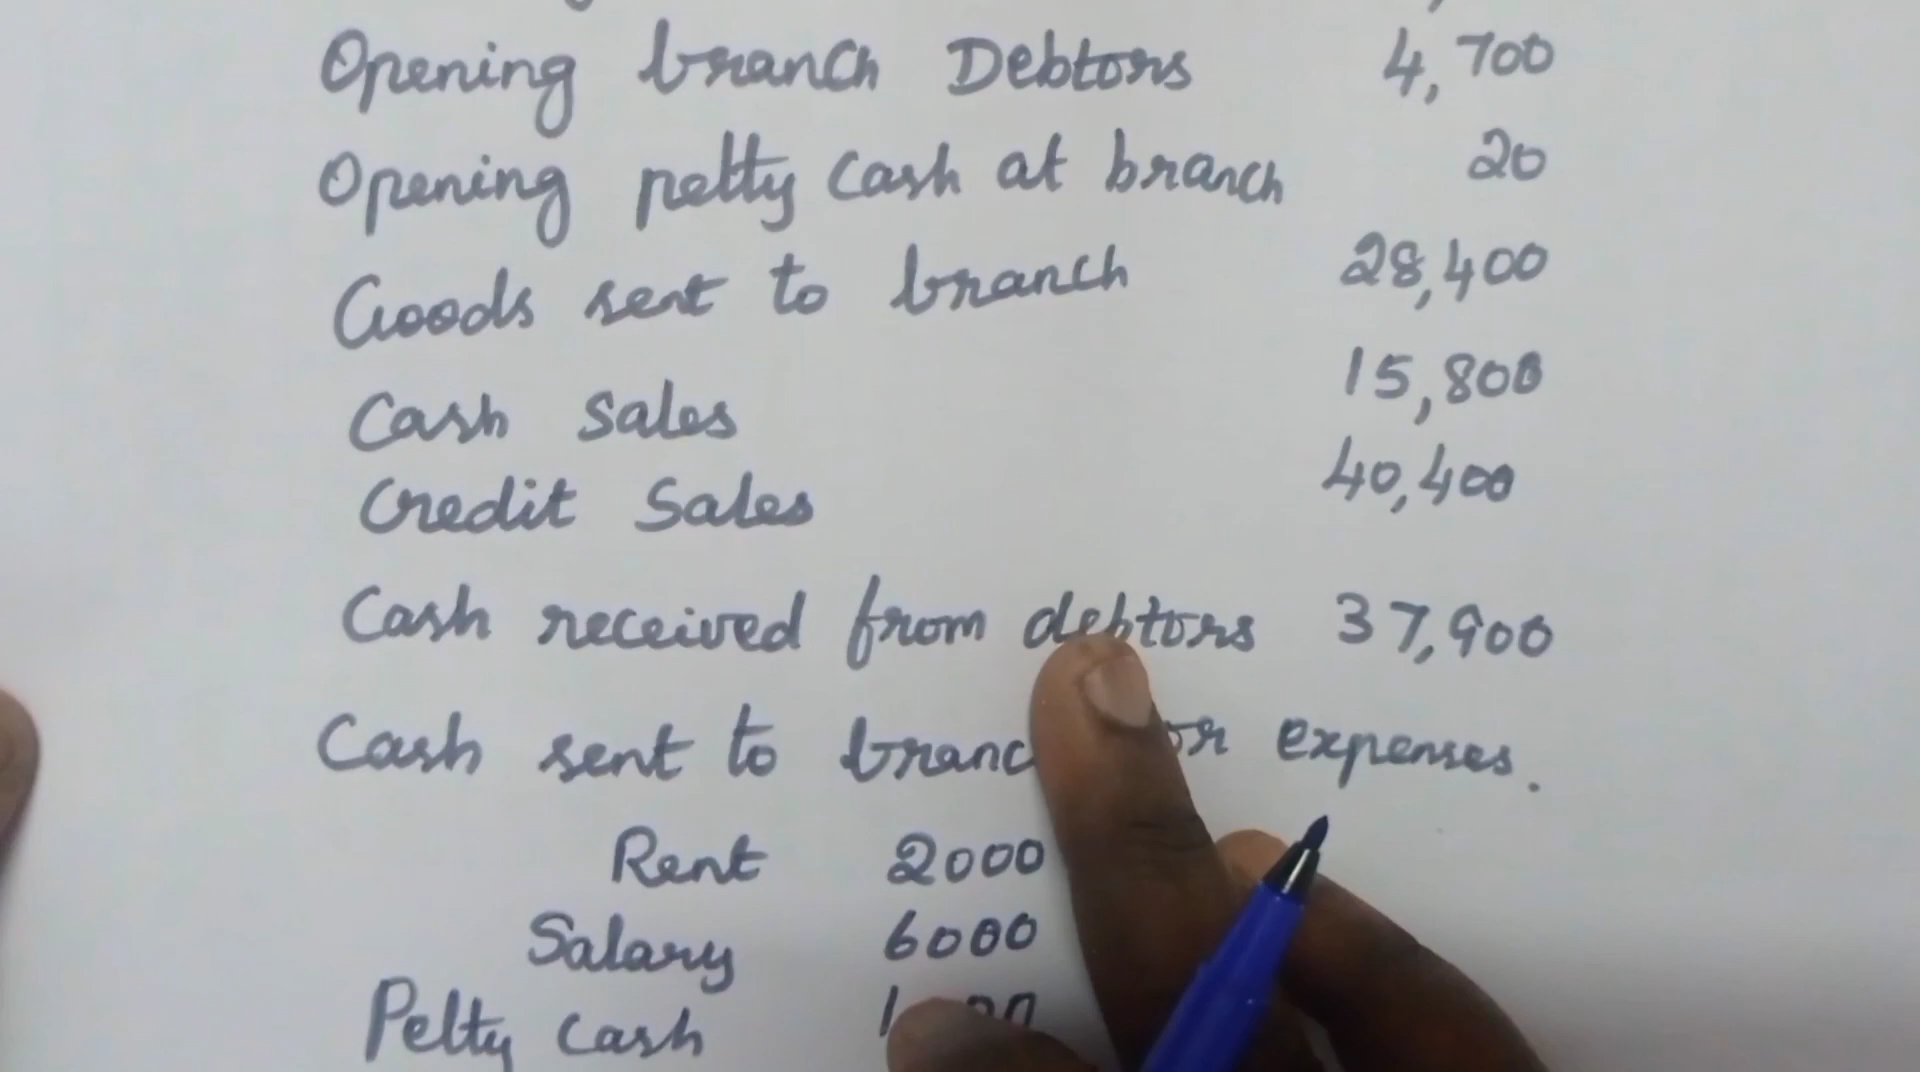 Opening branch Debtors 4,700
Opening petty cash at branch 20
Goods sent to branch 28,400
Cash Sales 15,800
Credit Sales 40,400
Cash received from debtors 37,900
Cash sent to expenses.
Rent 2000
Salary 6000
Petty cash